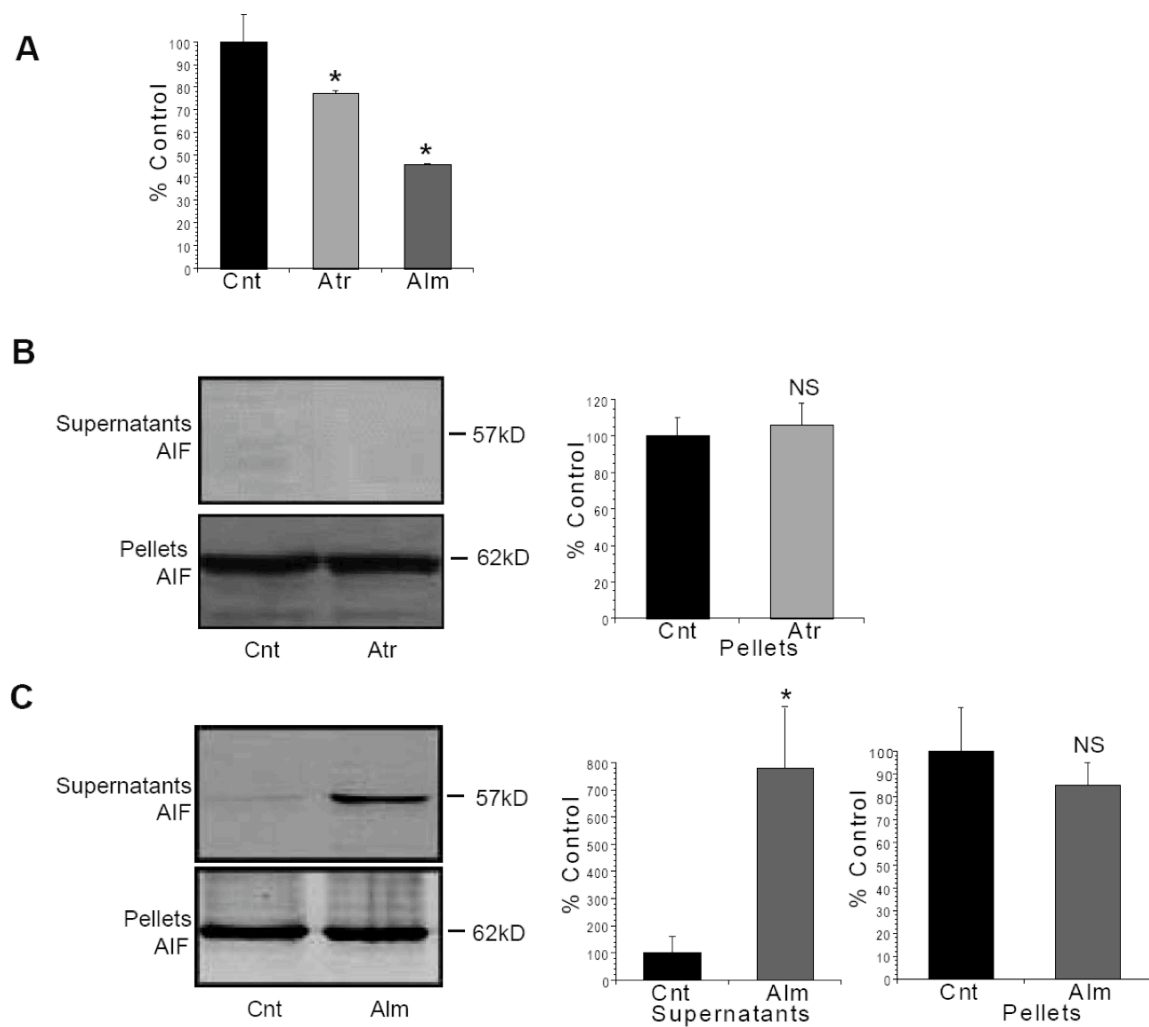 A
% Control
100
90
80
70
60
50
40
30
20
10
0
*
*
Cnt Atr Alm
B
Supernatants
AIF
57kD
Pellets
AIF
62kD
Cnt Atr
% Control
120
100
80
60
40
20
0
NS
Cnt Atr
Pellets
C
Supernatants
AIF
57kD
Pellets
AIF
62kD
Cnt Alm
% Control
800
700
600
500
400
300
200
100
0
*
Cnt Alm
Supernatants
% Control
100
90
80
70
60
50
40
30
20
10
0
NS
Cnt Alm
Pellets